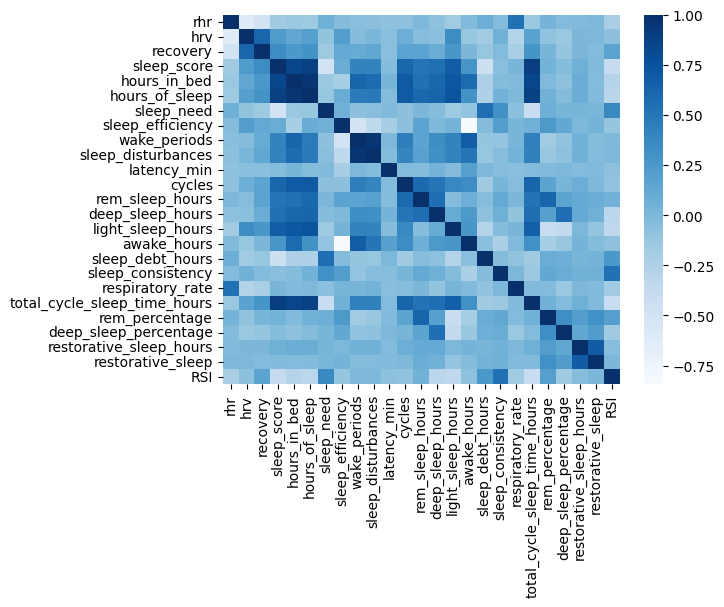 rhr
hrv
recovery
sleep_score
hours_in_bed
hours_of_sleep
sleep_need
sleep_efficiency
wake_periods
sleep_disturbances
latency_min
cycles
rem_sleep_hours
deep_sleep_hours
light_sleep_hours
awake_hours
sleep_debt_hours
sleep_consistency
respiratory_rate
total_cycle_sleep_time_hours
rem_percentage
deep_sleep_percentage
restorative_sleep_hours
restorative_sleep
RSI
rhr
hrv
recovery
sleep_score
hours_in_bed
hours_of_sleep
sleep_need
sleep_efficiency
wake_periods
sleep_disturbances
latency_min
cycles
rem_sleep_hours
deep_sleep_hours
light_sleep_hours
awake_hours
sleep_debt_hours
sleep_consistency
respiratory_rate
total_cycle_sleep_time_hours
rem_percentage
deep_sleep_percentage
restorative_sleep_hours
restorative_sleep
RSI
1.00
0.75
0.50
0.25
0.00
−0.25
−0.50
−0.75